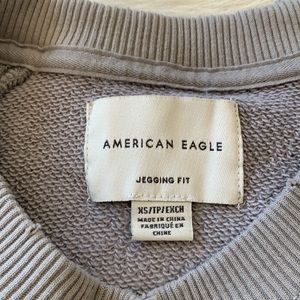 AMERICAN EAGLE
JEGGING FIT
XS/TP/EXCH
MADE IN CHINA
FABRIQUÉ EN
CHINE